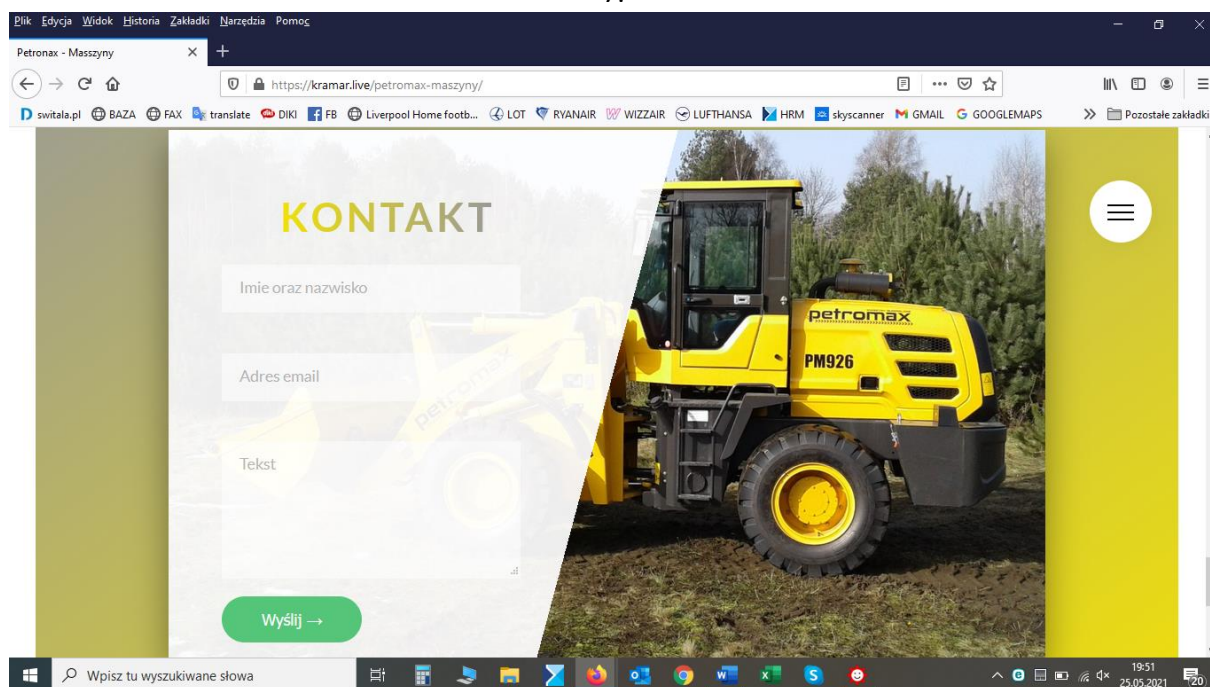 Plik Edycja Widok Historia Zakładki Narzędzia Pomoc
Petronax - Masszyny
https://kramar.live/petromax-maszyny/
switala.pl BAZA FAX translate DIKI FB Liverpool Home footb... LOT RYANAIR WIZZAIR LUFTHANSA HRM skyscanner GMAIL GOOGLEMAPS Pozostałe zakładki
KONTAKT
Imie oraz nazwisko
Adres email
Tekst
Wyślij →
petromax
PM926
petromax
Wpisz tu wyszukiwane słowa
19:51
25.05.2021
20